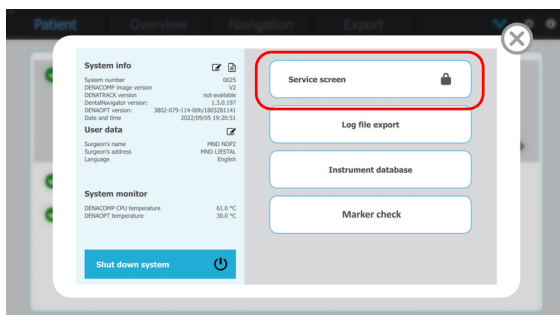 Patient Overview Navigation Export
System info
System number 0025
DENACOMP image version V2
DENATRACK version not-available
DentalNavigator version: 1.3.0.197
DENAOPT version: 3802-079-114-00h/1803281141
Date and time 2022/09/05 19:20:51
User data
Surgeon's name MND NOP2
Surgeon's address MND LIESTAL
Language English
System monitor
DENACOMP CPU temperature 61.0 °C
DENAOPT temperature 30.0 °C
Shut down system
Service screen
Log file export
Instrument database
Marker check